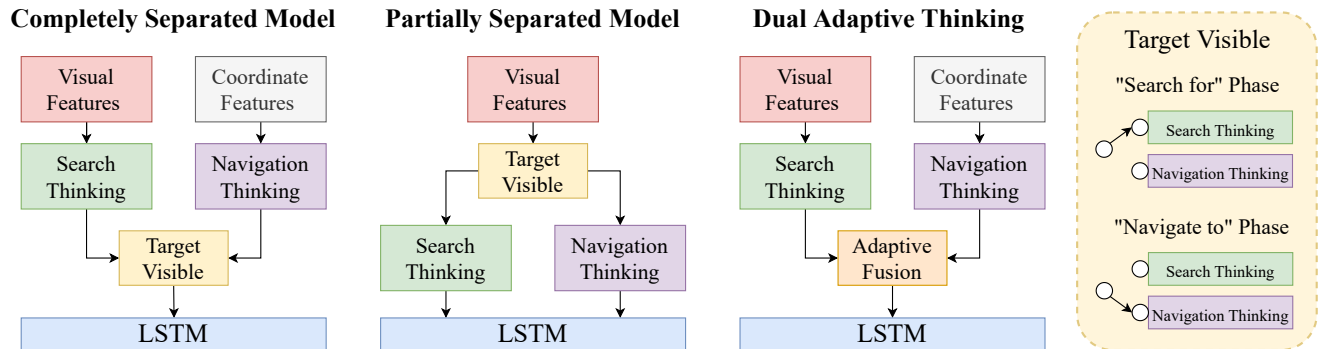 Completely Separated Model
Visual
Features
Coordinate
Features
Search
Thinking
Navigation
Thinking
Target
Visible
LSTM
Partially Separated Model
Visual
Features
Target
Visible
Search
Thinking
Navigation
Thinking
LSTM
Dual Adaptive Thinking
Visual
Features
Coordinate
Features
Search
Thinking
Navigation
Thinking
Adaptive
Fusion
LSTM
Target Visible
"Search for" Phase
Search Thinking
Navigation Thinking
"Navigate to" Phase
Search Thinking
Navigation Thinking